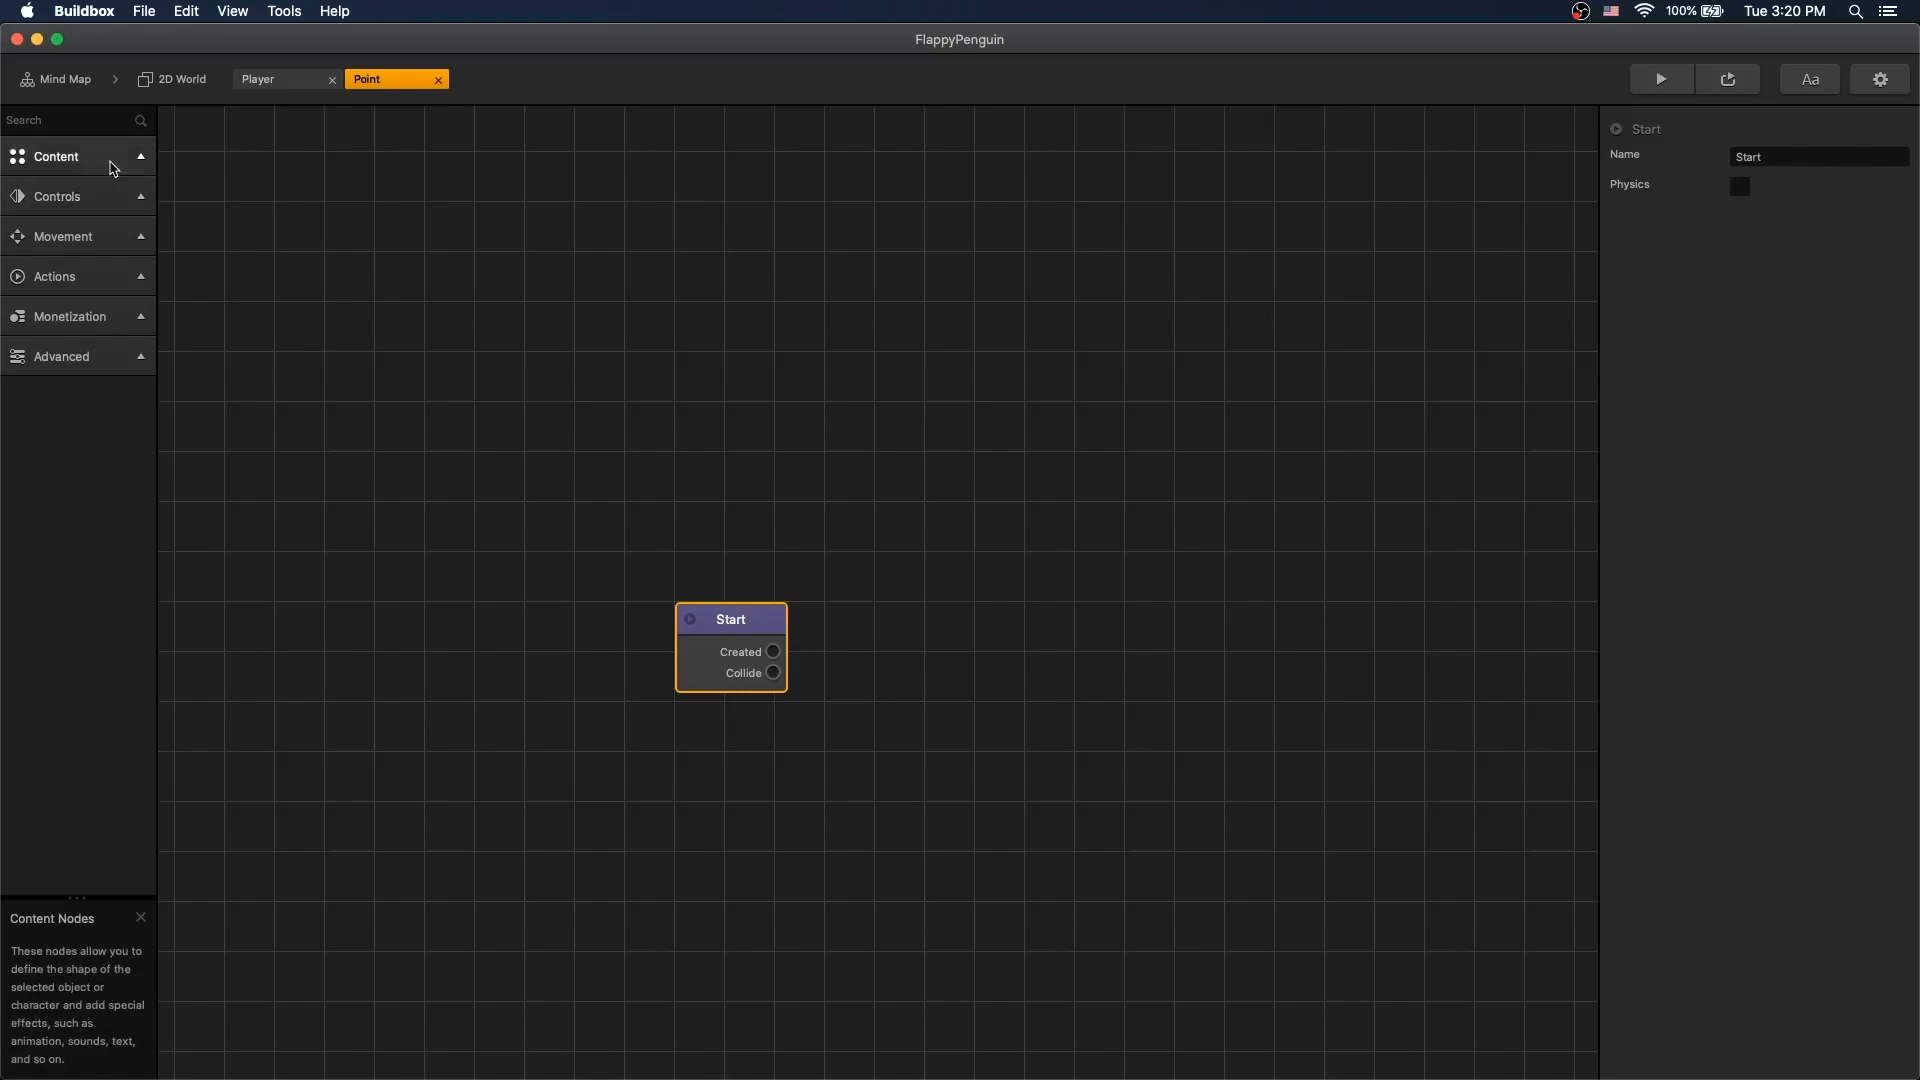 Buildbox File Edit View Tools Help 100% Tue 3:20 PM
FlappyPenguin
Mind Map 2D World Player Point Aa
Search
Content
Controls
Movement
Actions
Monetization
Advanced
Start
Created
Collide
Start
Name Start
Physics
Content Nodes
These nodes allow you to
define the shape of the
selected object or
character and add special
effects, such as
animation, sounds, text,
and so on.